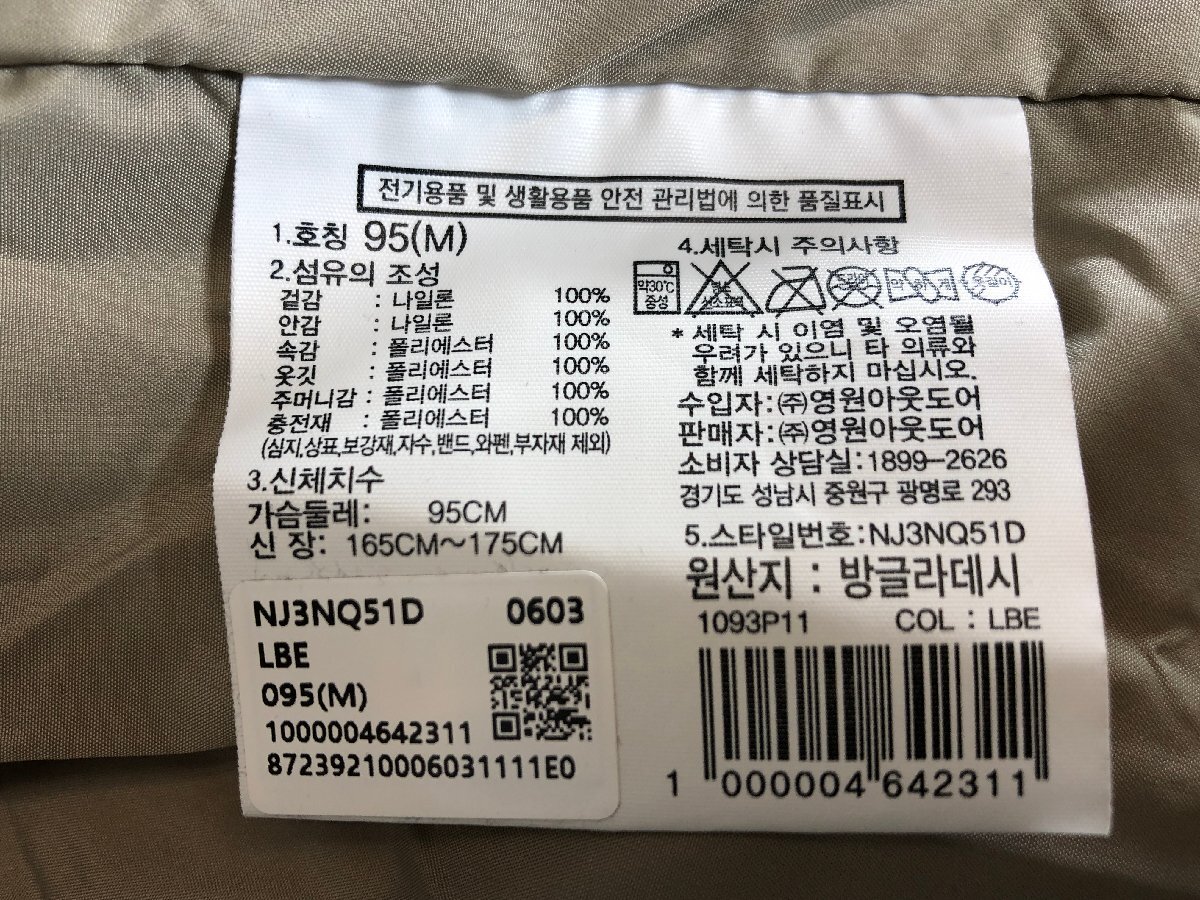 전기용품 및 생활용품 안전 관리법에 의한 품질표시
1.호칭 95(M)
2.섬유의 조성
겉감 : 나일론 100%
안감 : 나일론 100%
속감 : 폴리에스터 100%
옷깃 : 폴리에스터 100%
주머니감 : 폴리에스터 100%
충전재 : 폴리에스터 100%
(심지,상표,보강재,자수,밴드,와펜,부자재 제외)
3.신체치수
가슴둘레: 95CM
신 장: 165CM~175CM
4.세탁시 주의사항
약30℃
중성
* 세탁 시 이염 및 오염될
우려가 있으니 타 의류와
함께 세탁하지 마십시오.
수입자:㈜영원아웃도어
판매자:㈜영원아웃도어
소비자 상담실:1899-2626
경기도 성남시 중원구 광명로 293
5.스타일번호:NJ3NQ51D
원산지 : 방글라데시
1093P11 COL : LBE
1 000004 642311
NJ3NQ51D 0603
LBE
095(M)
1000004642311
87239210006031111E0